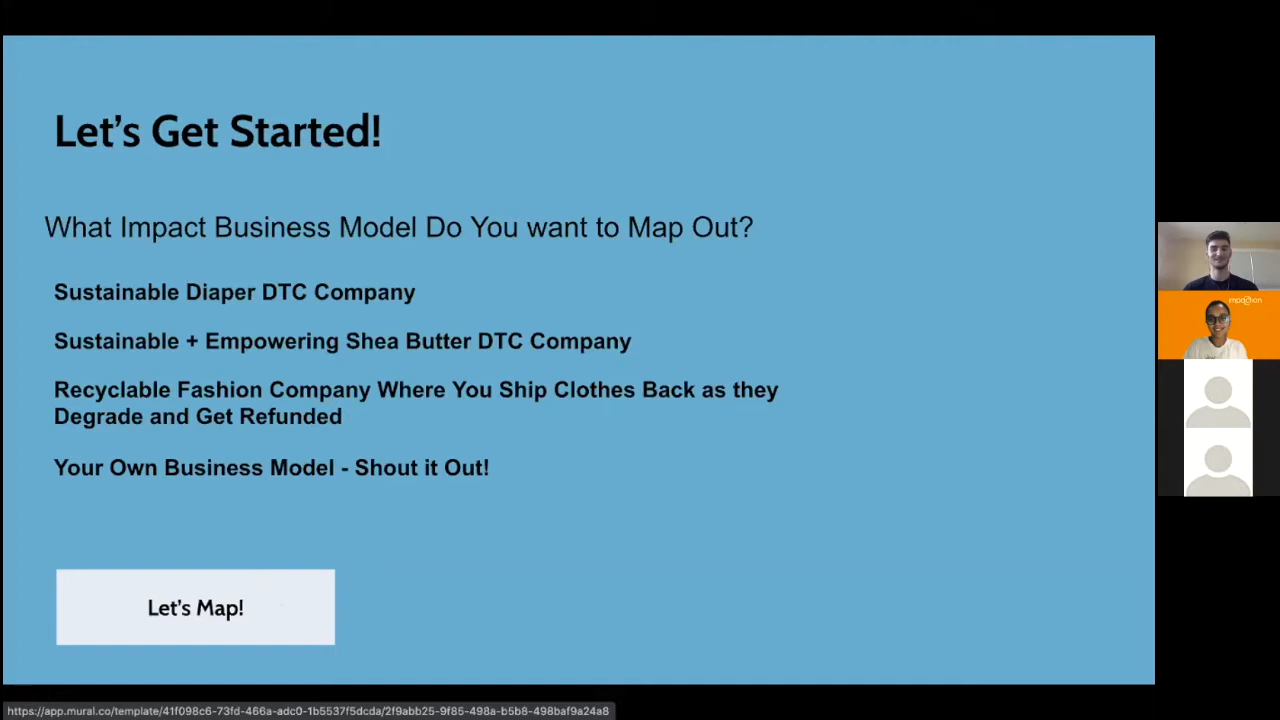 Let's Get Started!
What Impact Business Model Do You want to Map Out?
Sustainable Diaper DTC Company
Sustainable + Empowering Shea Butter DTC Company
Recyclable Fashion Company Where You Ship Clothes Back as they
Degrade and Get Refunded
Your Own Business Model - Shout it Out!
Let's Map!
https://app.mural.co/template/41f098c6-73fd-466a-adc0-1b5537f5dcda/2f9abb25-9f85-498a-b5b8-498baf9a24a8